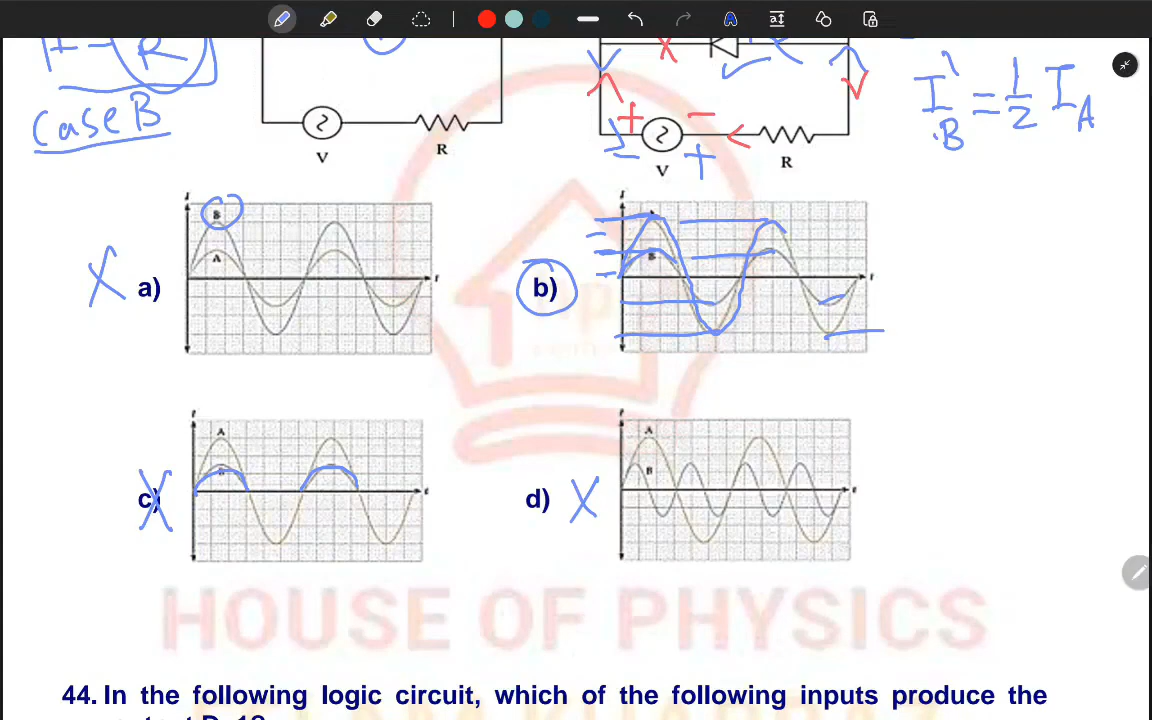 R
Case B
V
R
V
R
+
−
−
+
I'B = 1/2 IA
I
B
A
t
a)
I
B
t
b)
I
A
t
c)
I
A
B
t
d)
HOUSE OF PHYSICS
44. In the following logic circuit, which of the following inputs produce the